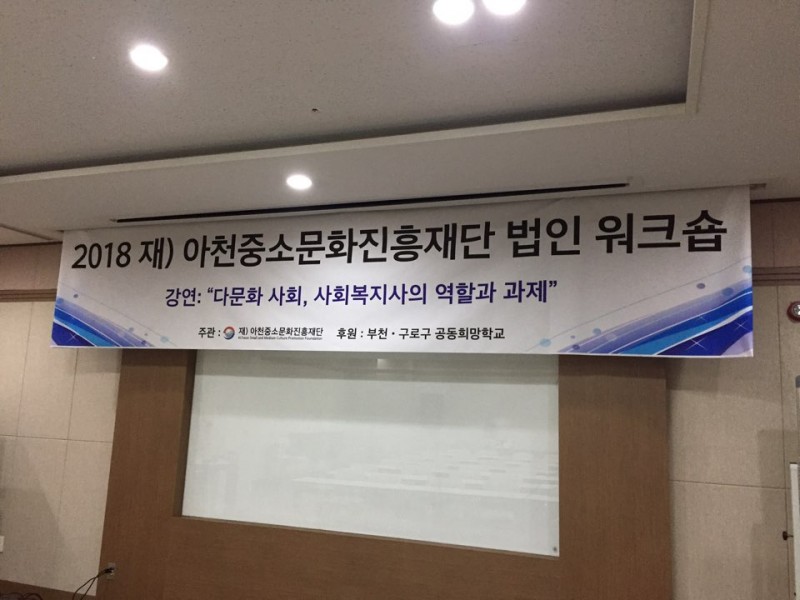 2018 재) 아천중소문화진흥재단 법인 워크숍
강연: "다문화 사회, 사회복지사의 역할과 과제"
주관 : 재) 아천중소문화진흥재단 후원 : 부천・구로구 공동희망학교